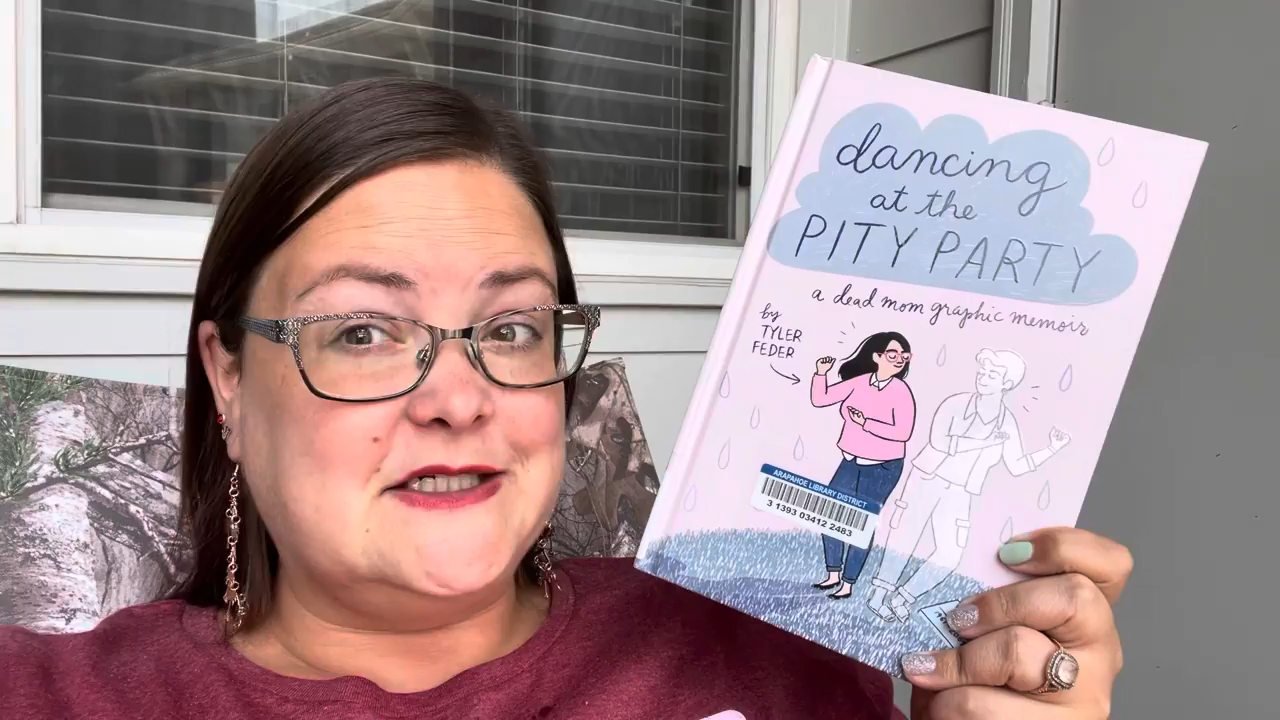 dancing
at the
PITY PARTY
a dead mom graphic memoir
by
TYLER
FEDER
ARAPAHOE LIBRARY DISTRICT
3 1393 03412 2483